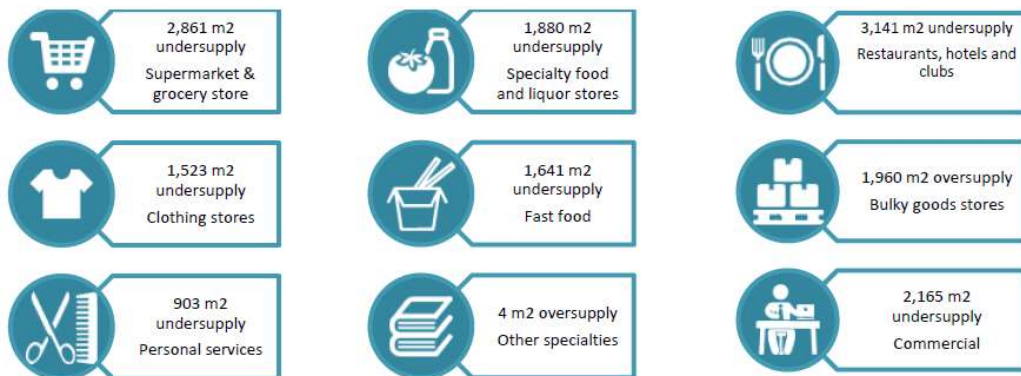 2,861 m2
undersupply
Supermarket &
grocery store
1,880 m2
undersupply
Specialty food
and liquor stores
3,141 m2 undersupply
Restaurants, hotels and
clubs
1,523 m2
undersupply
Clothing stores
1,641 m2
undersupply
Fast food
1,960 m2 oversupply
Bulky goods stores
903 m2
undersupply
Personal services
4 m2 oversupply
Other specialties
2,165 m2
undersupply
Commercial